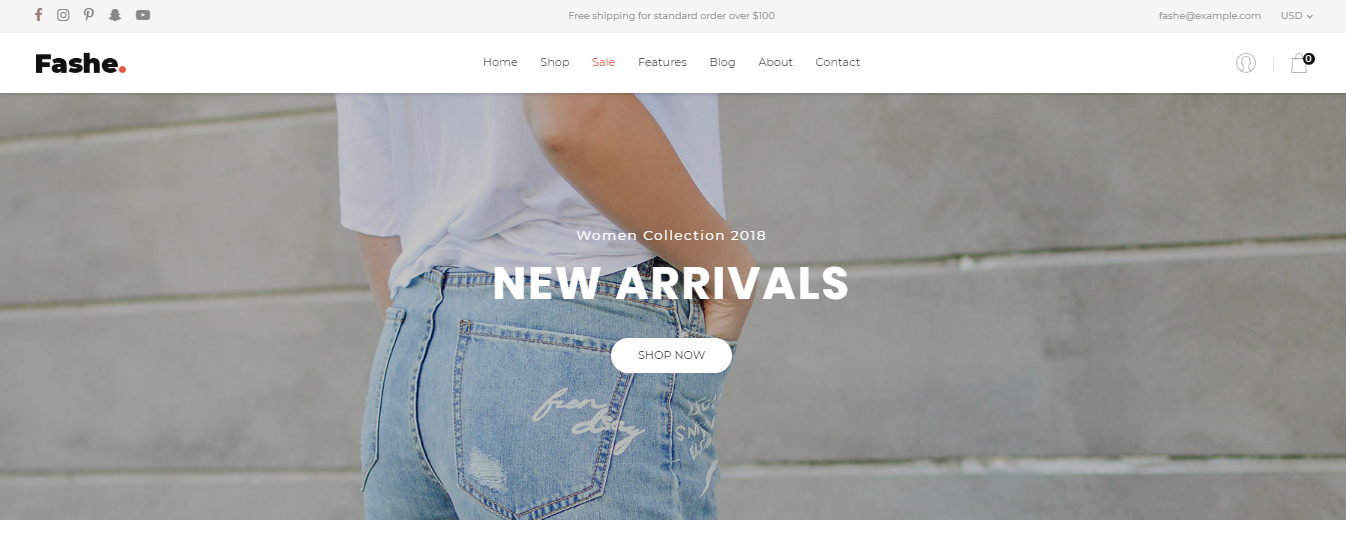 Free shipping for standard order over $100
fashe@example.com USD
Fashe.
Home Shop Sale Features Blog About Contact
0
Women Collection 2018
NEW ARRIVALS
SHOP NOW